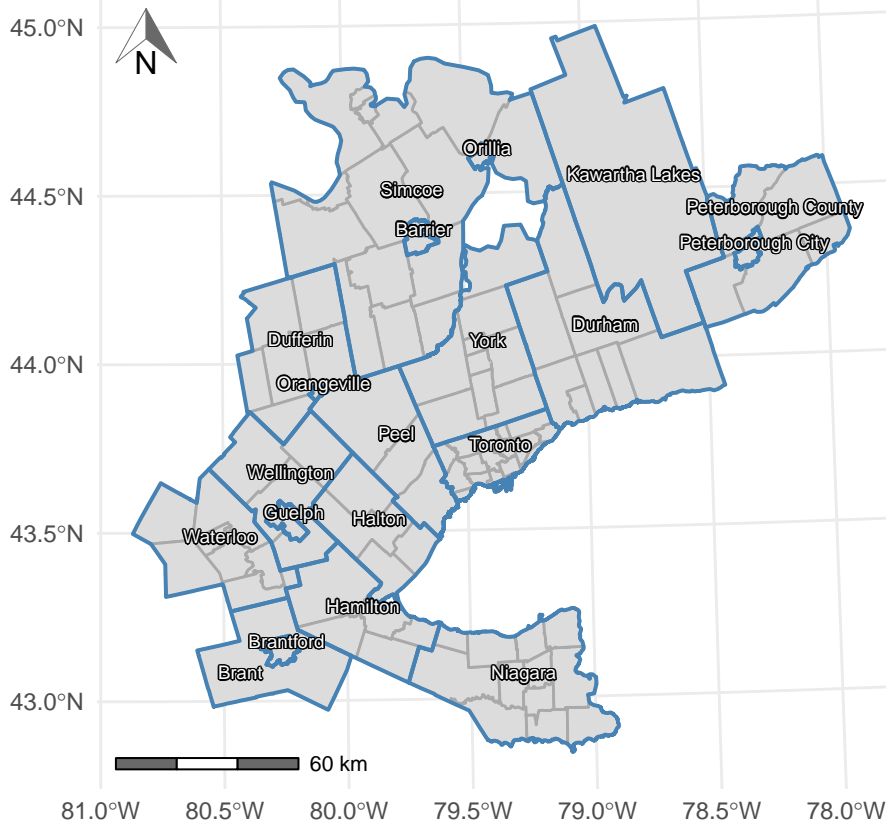 45.0°N
N
Orillia
Kawartha Lakes
44.5°N
Simcoe
Peterborough County
Barrier
Peterborough City
Durham
Dufferin
York
44.0°N
Orangeville
Peel
Toronto
Wellington
Guelph
Halton
43.5°N
Waterloo
Hamilton
Brantford
Brant
Niagara
43.0°N
60 km
81.0°W 80.5°W 80.0°W 79.5°W 79.0°W 78.5°W 78.0°W